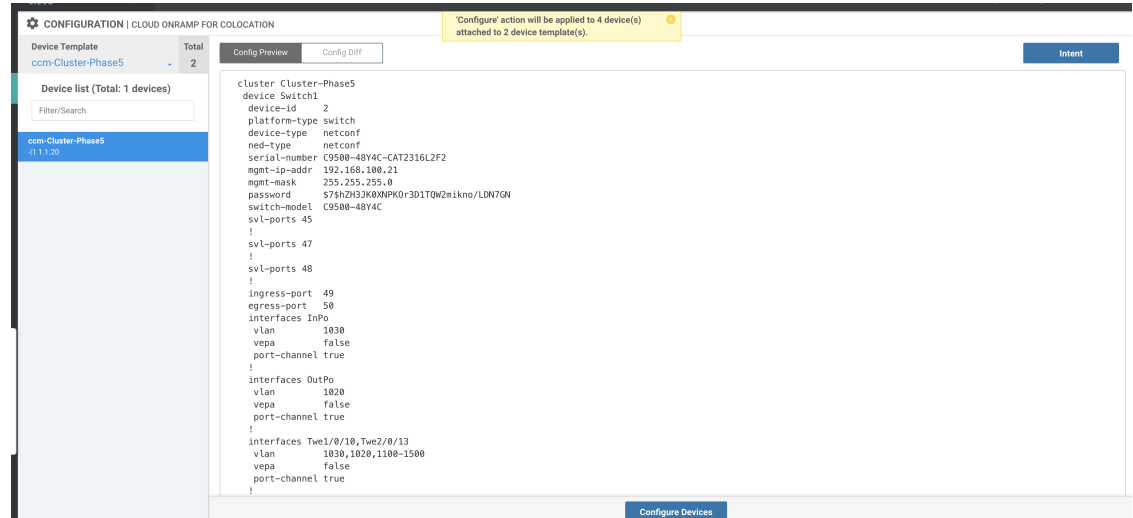 CONFIGURATION | CLOUD ONRAMP FOR COLOCATION
'Configure' action will be applied to 4 device(s)
attached to 2 device template(s).
Device Template
Total
ccm-Cluster-Phase5
2
Device list (Total: 1 devices)
Filter/Search
ccm-Cluster-Phase5
-|1.1.1.20
Config Preview
Config Diff
Intent
cluster Cluster-Phase5
device Switch1
device-id 2
platform-type switch
device-type netconf
ned-type netconf
serial-number C9500-48Y4C-CAT2316L2F2
mgmt-ip-addr 192.168.100.21
mgmt-mask 255.255.255.0
password $7$hZH3JK0XNPKOr3D1TQW2mikno/LDN7GN
switch-model C9500-48Y4C
svl-ports 45
!
svl-ports 47
!
svl-ports 48
!
ingress-port 49
egress-port 50
interfaces InPo
vlan 1030
vepa false
port-channel true
!
interfaces OutPo
vlan 1020
vepa false
port-channel true
!
interfaces Twe1/0/10,Twe2/0/13
vlan 1030,1020,1100-1500
vepa false
port-channel true
!
Configure Devices